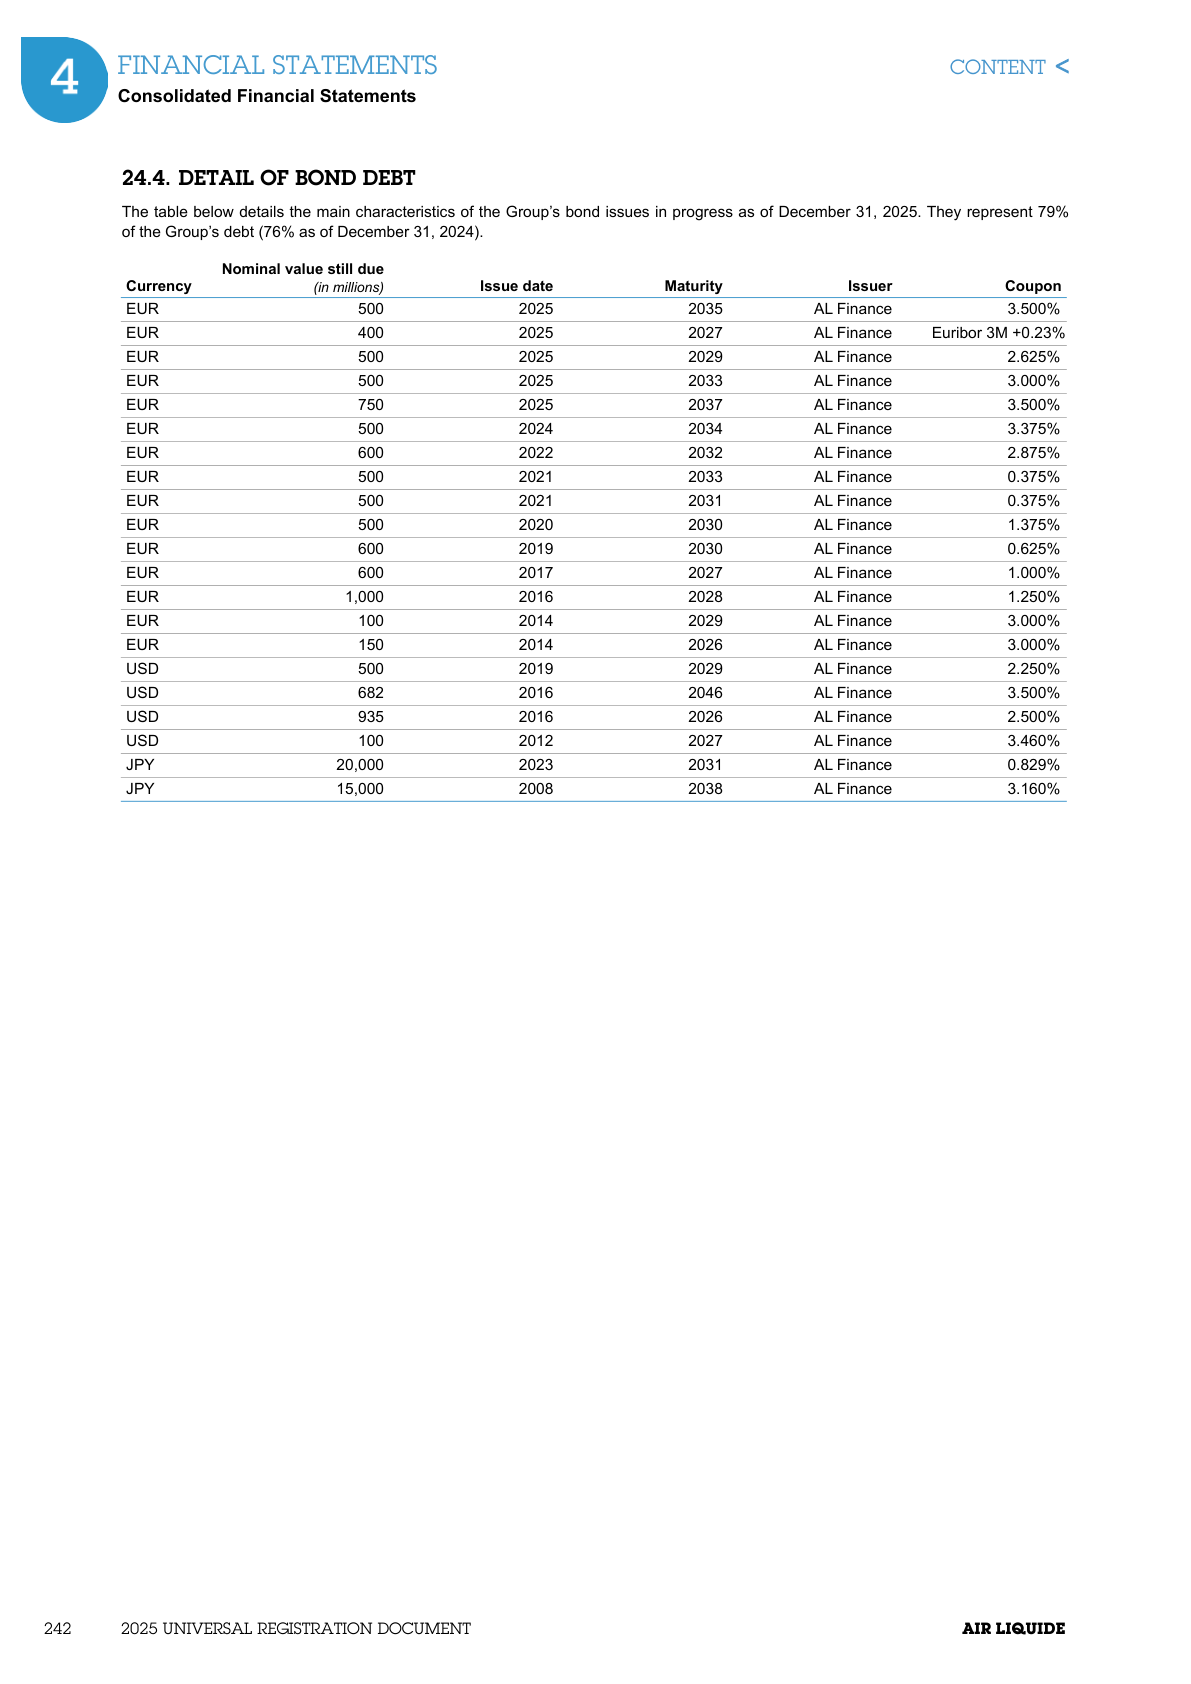 4
FINANCIAL STATEMENTS
CONTENT <
Consolidated Financial Statements
24.4. DETAIL OF BOND DEBT
The table below details the main characteristics of the Group’s bond issues in progress as of December 31, 2025. They represent 79%
of the Group’s debt (76% as of December 31, 2024).
Currency Nominal value still due (in millions) Issue date Maturity Issuer Coupon
EUR 500 2025 2035 AL Finance 3.500%
EUR 400 2025 2027 AL Finance Euribor 3M +0.23%
EUR 500 2025 2029 AL Finance 2.625%
EUR 500 2025 2033 AL Finance 3.000%
EUR 750 2025 2037 AL Finance 3.500%
EUR 500 2024 2034 AL Finance 3.375%
EUR 600 2022 2032 AL Finance 2.875%
EUR 500 2021 2033 AL Finance 0.375%
EUR 500 2021 2031 AL Finance 0.375%
EUR 500 2020 2030 AL Finance 1.375%
EUR 600 2019 2030 AL Finance 0.625%
EUR 600 2017 2027 AL Finance 1.000%
EUR 1,000 2016 2028 AL Finance 1.250%
EUR 100 2014 2029 AL Finance 3.000%
EUR 150 2014 2026 AL Finance 3.000%
USD 500 2019 2029 AL Finance 2.250%
USD 682 2016 2046 AL Finance 3.500%
USD 935 2016 2026 AL Finance 2.500%
USD 100 2012 2027 AL Finance 3.460%
JPY 20,000 2023 2031 AL Finance 0.829%
JPY 15,000 2008 2038 AL Finance 3.160%
242 2025 UNIVERSAL REGISTRATION DOCUMENT AIR LIQUIDE